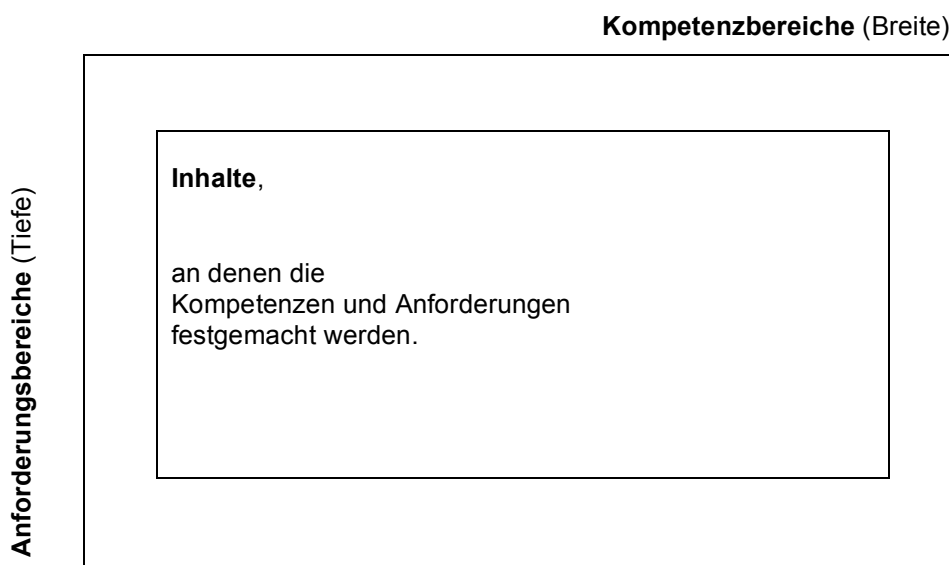 Kompetenzbereiche (Breite)
Anforderungsbereiche (Tiefe)
Inhalte,
an denen die
Kompetenzen und Anforderungen
festgemacht werden.